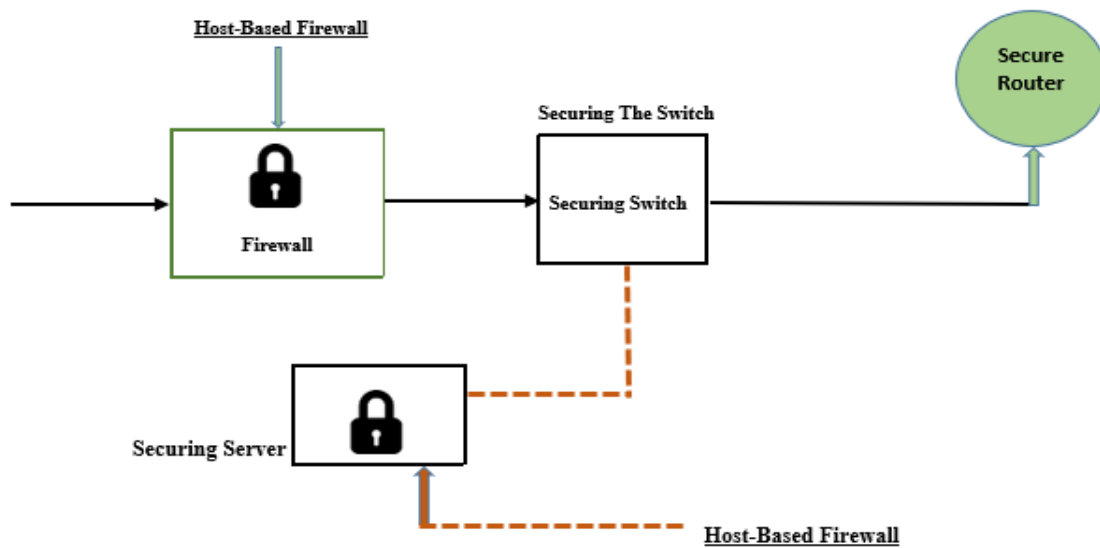 Host-Based Firewall
Secure
Router
Securing The Switch
Securing Switch
Firewall
Securing Server
Host-Based Firewall